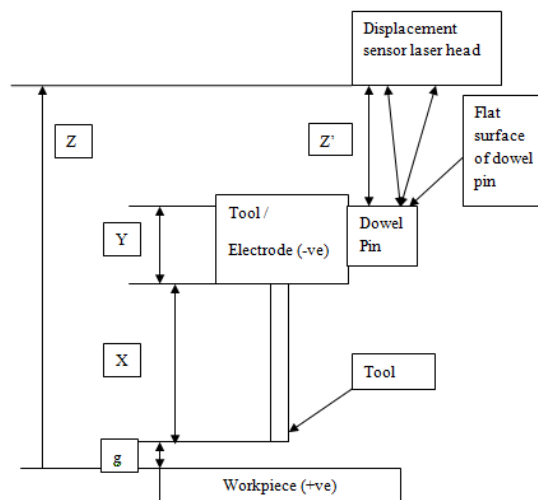 Displacement
sensor laser head
Z
Z'
Flat
surface
of dowel
pin
Tool /
Electrode (-ve)
Dowel
Pin
Y
X
Tool
g
Workpiece (+ve)